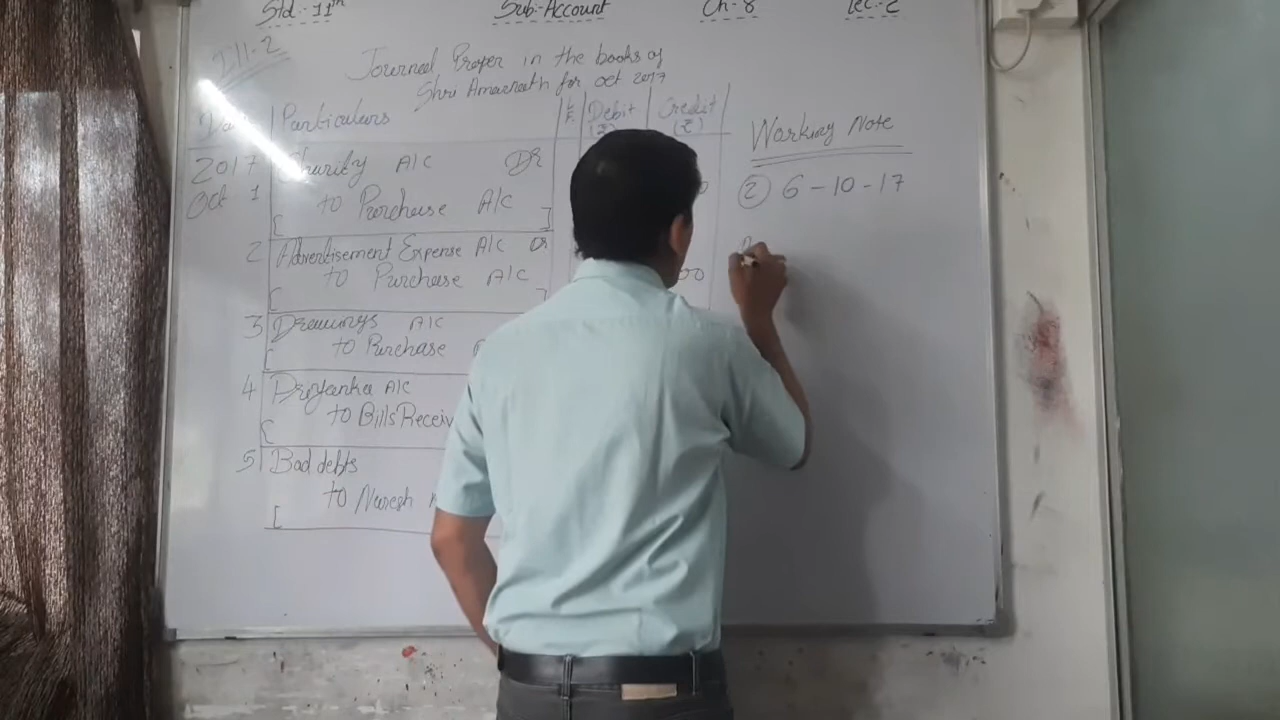 Std:-11th Sub:-Account Ch-8 Lec:-2
Ill-2
Journal Proper in the books of
Shri Amarnath for oct 2017
Particulars L.F. Debit (₹) Credit (₹)
2017 Charity A/C Dr
Oct 1 to Purchase A/C
2 Advertisement Expense A/C Dr
to Purchase A/C 00
3 Drawings A/C
to Purchase
4 Priyanka A/C
to Bills Receiv
5 Bad debts
to Naresh
Working Note
② 6-10-17